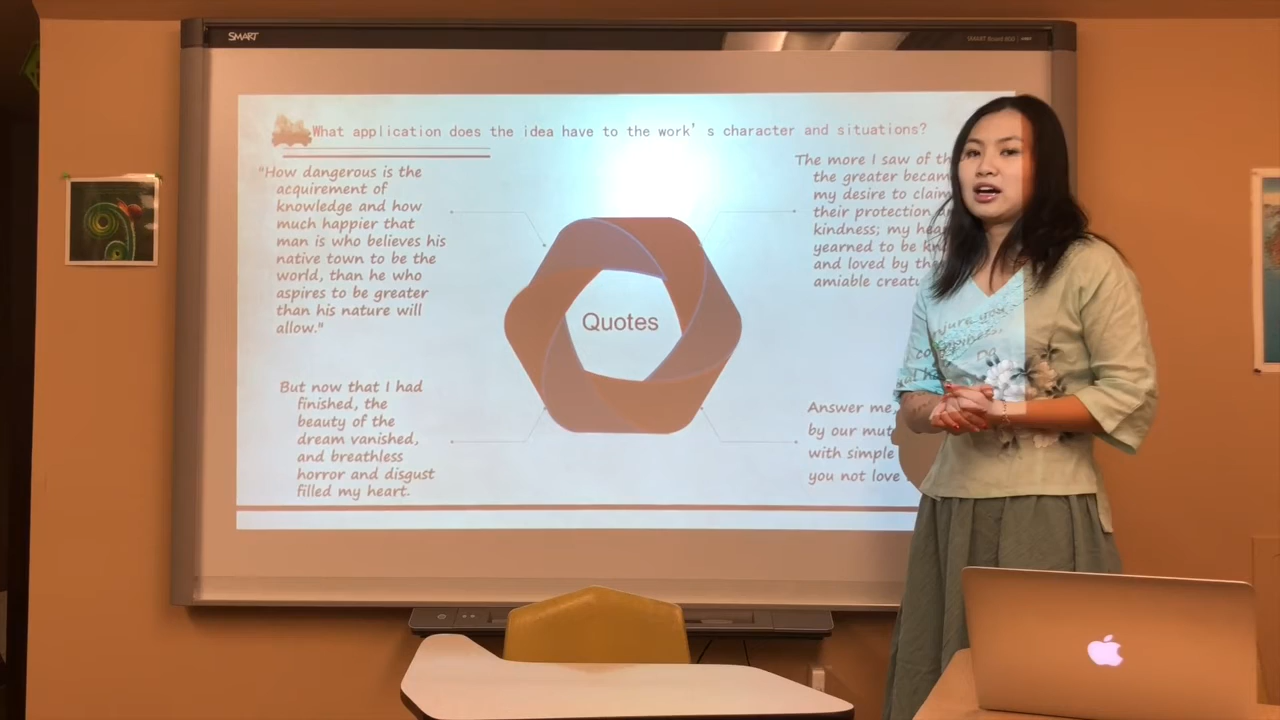 SMART
What application does the idea have to the work's character and situations?
"How dangerous is the
acquirement of
knowledge and how
much happier that
man is who believes his
native town to be the
world, than he who
aspires to be greater
than his nature will
allow."
The more I saw of th
the greater becam
my desire to claim
their protection
kindness; my hea
yearned to be kn
and loved by the
amiable creatu
Quotes
But now that I had
finished, the
beauty of the
dream vanished,
and breathless
horror and disgust
filled my heart.
Answer me,
by our mut
with simple
you not love